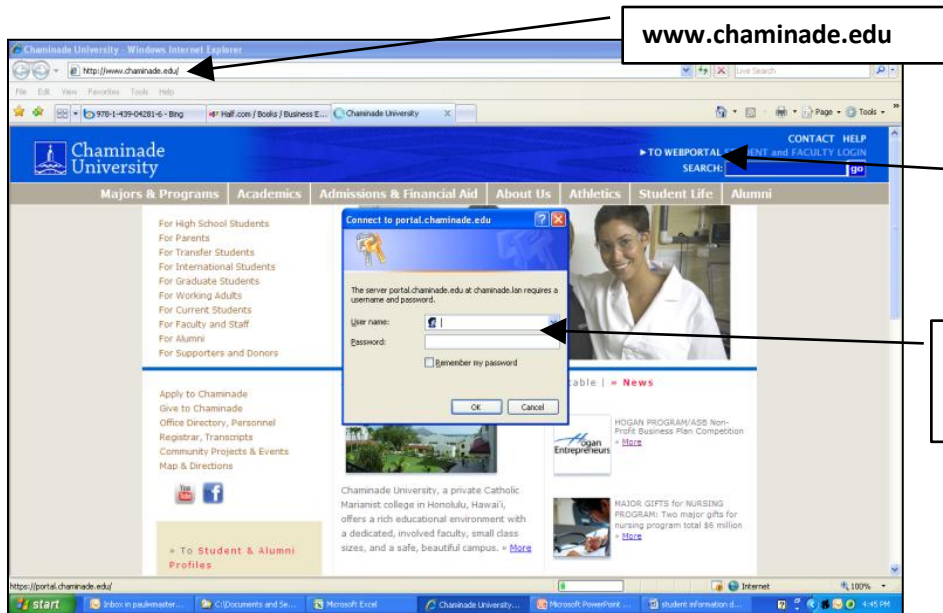 www.chaminade.edu
Chaminade University - Windows Internet Explorer
http://www.chaminade.edu/
Live Search
File Edit View Favorites Tools Help
978-1-439-04281-6 - Bing
Half.com / Books / Business E...
Chaminade University
X
Page
Tools
Chaminade
University
CONTACT HELP
TO WEBPORTAL STUDENT and FACULTY LOGIN
SEARCH:
go
Majors & Programs
Academics
Admissions & Financial Aid
About Us
Athletics
Student Life
Alumni
For High School Students
For Parents
For Transfer Students
For International Students
For Graduate Students
For Working Adults
For Current Students
For Faculty and Staff
For Alumni
For Supporters and Donors
Connect to portal.chaminade.edu
The server portal.chaminade.edu at chaminade.lan requires a
username and password.
User name:
Password:
Remember my password
OK
Cancel
Apply to Chaminade
Give to Chaminade
Office Directory, Personnel
Registrar, Transcripts
Community Projects & Events
Map & Directions
You
Tube
f
» To Student & Alumni
Profiles
table | » News
Chaminade University, a private Catholic
Marianist college in Honolulu, Hawai'i,
offers a rich educational environment with
a dedicated, involved faculty, small class
sizes, and a safe, beautiful campus. » More
Hogan
Entrepreneurs
HOGAN PROGRAM/ASB Non-
Profit Business Plan Competition
» More
MAJOR GIFTS for NURSING
PROGRAM: Two major gifts for
nursing program total $6 million
» More
https://portal.chaminade.edu/
Internet
100%
start
Inbox in paulkmaster...
C:\Documents and Se...
Microsoft Excel
Chaminade University...
Microsoft PowerPoint ...
student information d...
4:45 PM